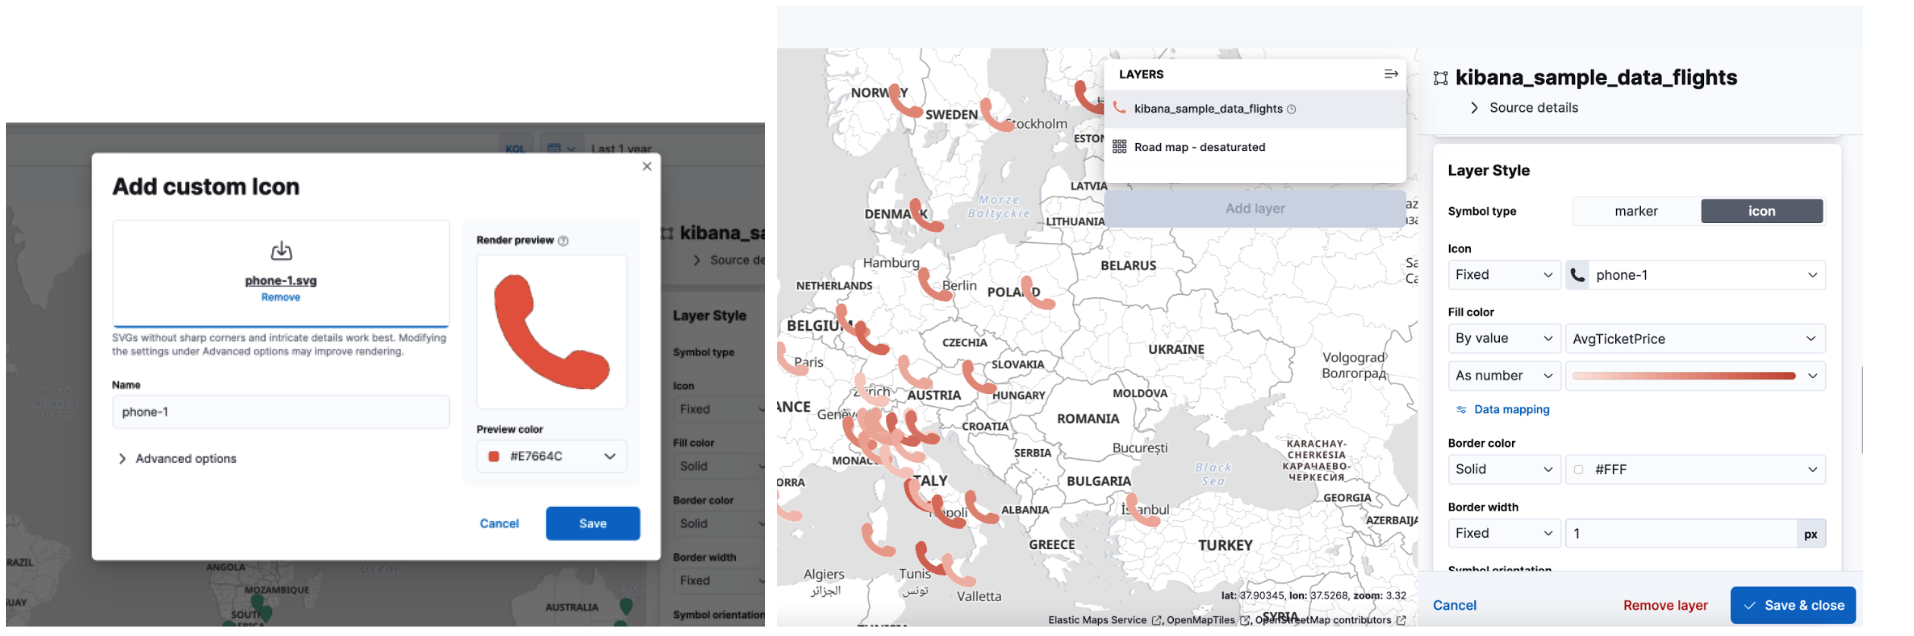 KQL
Last 1 year
Add custom Icon
phone-1.svg
Remove
SVGs without sharp corners and intricate details work best. Modifying
the settings under Advanced options may improve rendering.
Name
phone-1
Advanced options
Render preview
Preview color
#E7664C
Cancel
Save
kibana_sa
Source de
Layer Style
Symbol type
Icon
Fixed
Fill color
Solid
Border color
Solid
Border width
Fixed
Symbol orientation
RAZIL
UAY
ANGOLA
MOZAMBIQUE
SOUTH
AFRICA
Ocean
AUSTRALIA
NORWAY
SWEDEN
Stockholm
ESTON
LATVIA
Morze
Bałtyckie
DENMARK
LITHUANIA
Hamburg
BELARUS
NETHERLANDS
Berlin
POLAND
BELGIUM
CZECHIA
UKRAINE
Paris
SLOVAKIA
Volgograd
Волгоград
Zürich
AUSTRIA
HUNGARY
MOLDOVA
ANCE
Genève
CROATIA
ROMANIA
SERBIA
București
KARACHAY-
CHERKESIA
КАРАЧАЕВО-
ЧЕРКЕСИЯ
MONAC
ITALY
BULGARIA
Black
Sea
ORRA
Napoli
ALBANIA
İstanbul
GEORGIA
AZERBAIJA
GREECE
TURKEY
Algiers
الجزائر
Tunis
تونس
Valletta
SYRIA
TUNISIA
LAYERS
kibana_sample_data_flights
Road map - desaturated
Add layer
lat: 37.90345, lon: 37.5268, zoom: 3.32
Elastic Maps Service, OpenMapTiles, OpenStreetMap contributors
kibana_sample_data_flights
Source details
Layer Style
Symbol type
marker
icon
Icon
Fixed
phone-1
Fill color
By value
AvgTicketPrice
As number
Data mapping
Border color
Solid
#FFF
Border width
Fixed
1
px
Symbol orientation
Cancel
Remove layer
Save & close